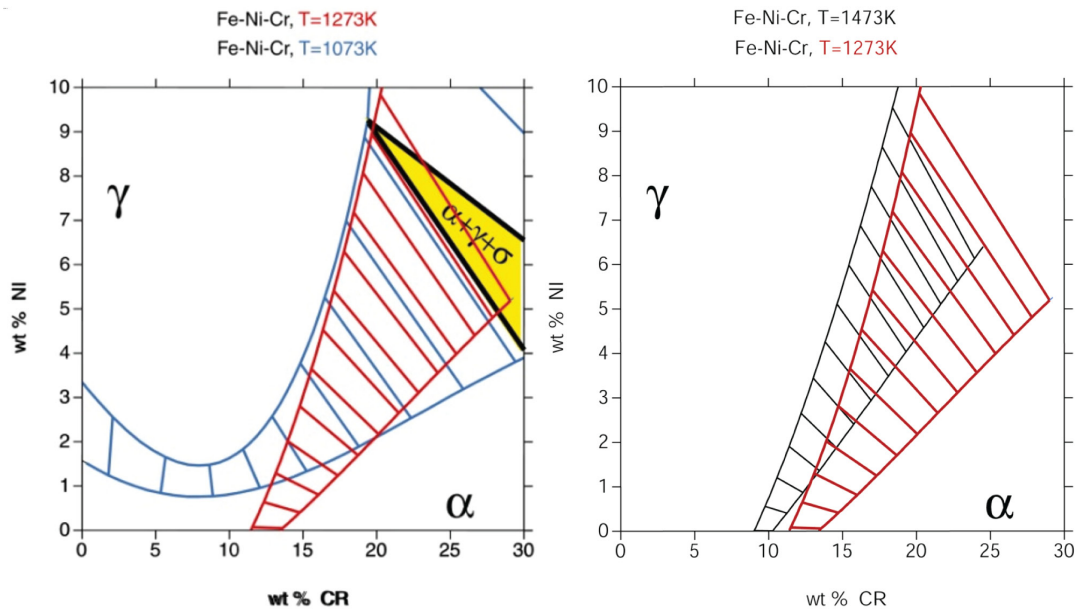 Fe-Ni-Cr, T=1273K
Fe-Ni-Cr, T=1073K
10
9
8
7
6
5
4
3
2
1
0
wt % NI
γ
α+γ+σ
α
0 5 10 15 20 25 30
wt % CR
Fe-Ni-Cr, T=1473K
Fe-Ni-Cr, T=1273K
10
9
8
7
6
5
4
3
2
1
0
wt % NI
γ
α
0 5 10 15 20 25 30
wt % CR